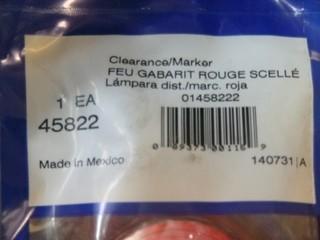 Clearance/Marker
FEU GABARIT ROUGE SCELLÉ
Lámpara dist./marc. roja
1 EA
01458222
45822
Made in Mexico
140731 A